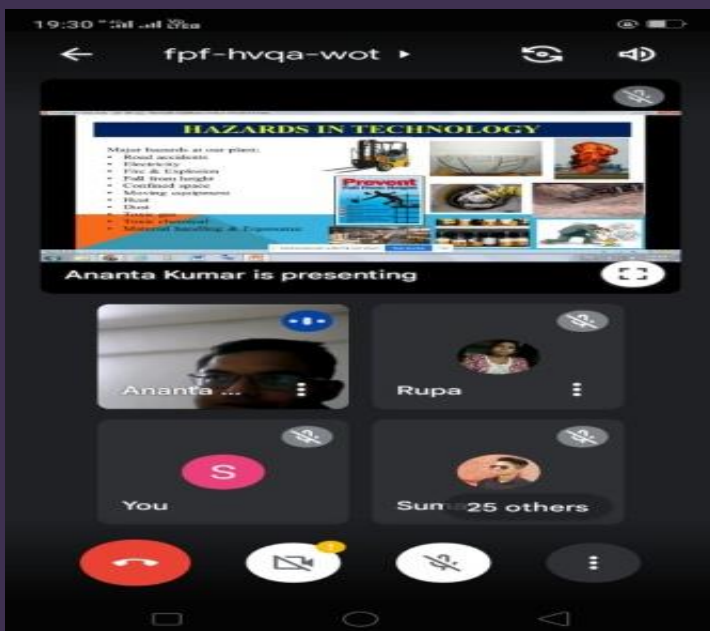 19:30
fpf-hvqa-wot
HAZARDS IN TECHNOLOGY
Major hazards at our plant:
• Road accidents
• Electricity
• Fire & Explosion
• Fall from height
• Confined space
• Moving equipment
• Heat
• Dust
• Toxic gas
• Toxic chemical
• Material handling & Ergonomic
Prevent
Ananta Kumar is presenting
Ananta ...
Rupa
S
You
Sum
25 others